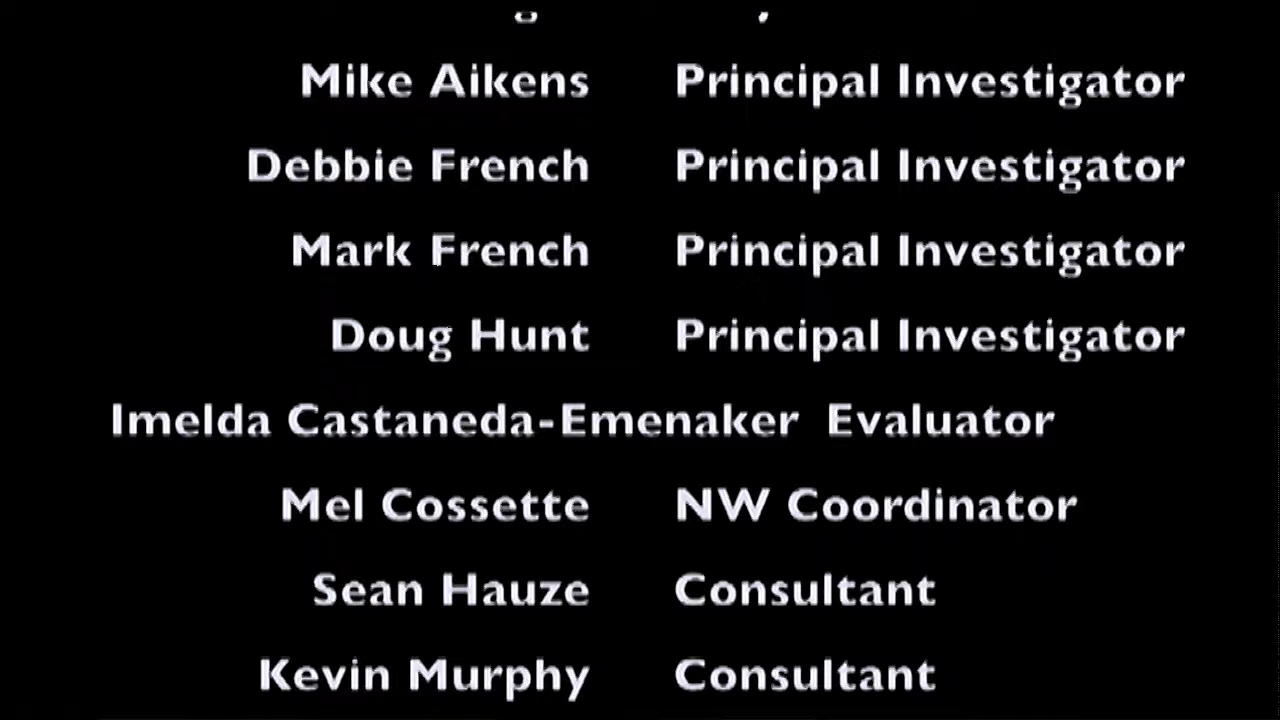 Mike Aikens Principal Investigator
Debbie French Principal Investigator
Mark French Principal Investigator
Doug Hunt Principal Investigator
Imelda Castaneda-Emenaker Evaluator
Mel Cossette NW Coordinator
Sean Hauze Consultant
Kevin Murphy Consultant